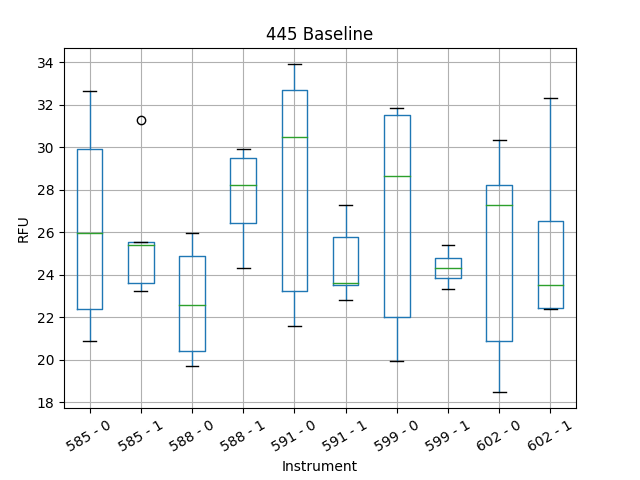 445 Baseline
34
32
30
28
26
24
22
20
18
RFU
585 - 0
585 - 1
588 - 0
588 - 1
591 - 0
591 - 1
599 - 0
599 - 1
602 - 0
602 - 1
Instrument